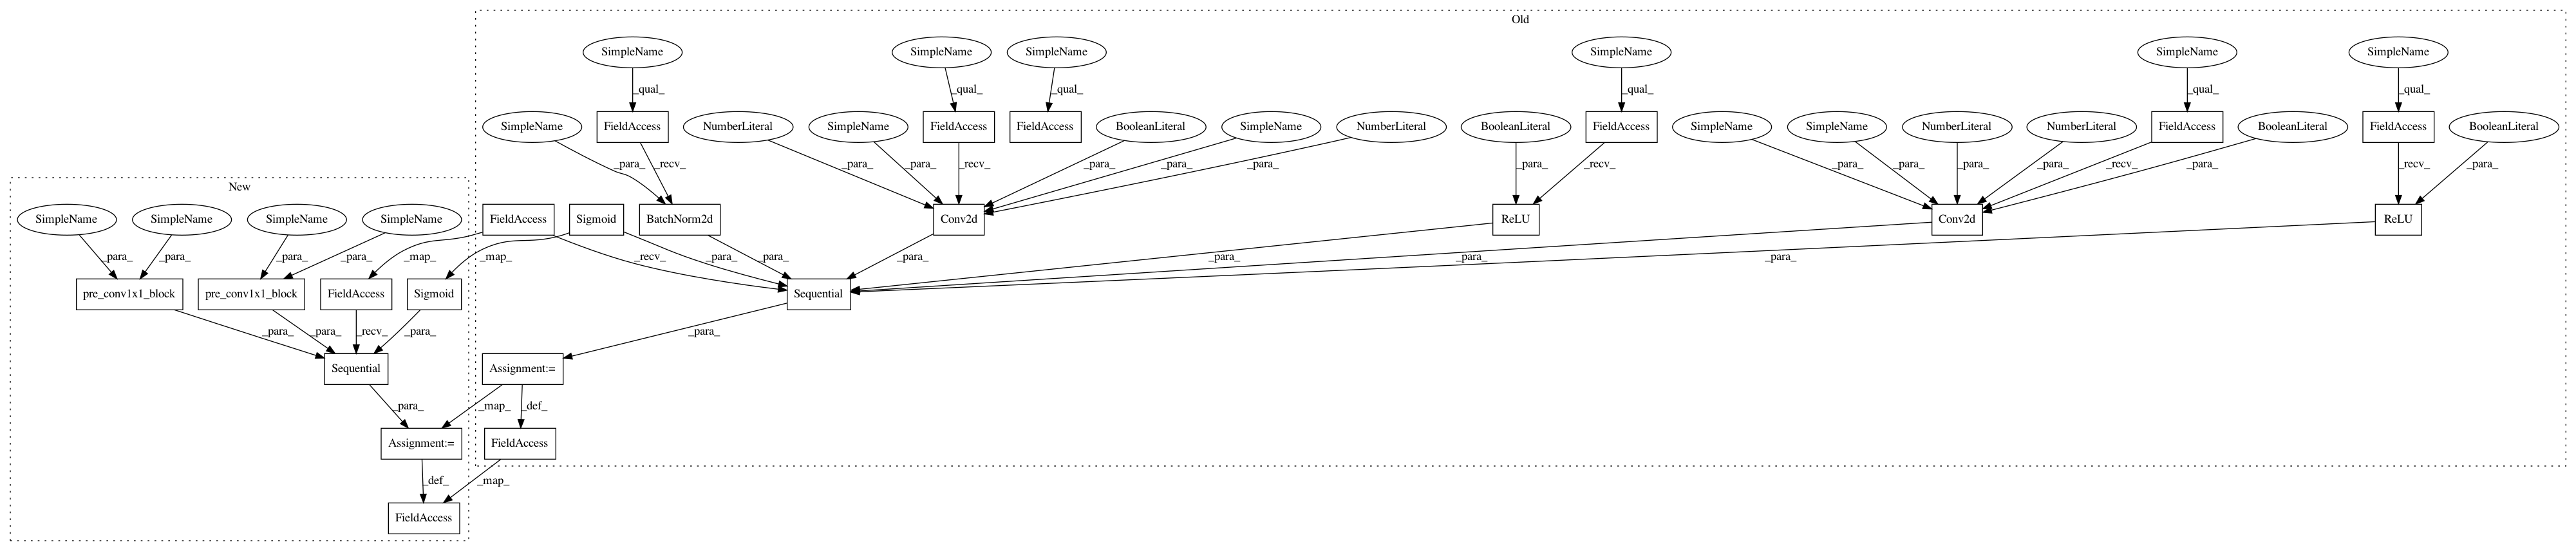 Old
SimpleName SimpleName SimpleName SimpleName SimpleName SimpleName
_qual_ _qual_ _qual_ _qual_ _qual_ _qual_
SimpleName FieldAccess NumberLiteral SimpleName FieldAccess FieldAccess BooleanLiteral SimpleName NumberLiteral BooleanLiteral FieldAccess SimpleName SimpleName NumberLiteral NumberLiteral FieldAccess BooleanLiteral FieldAccess BooleanLiteral
_para_ _recv_ _para_ _para_ _recv_ _para_ _para_ _para_ _para_ _recv_ _para_ _para_ _para_ _para_ _recv_ _para_ _recv_ _para_
New
SimpleName SimpleName SimpleName SimpleName FieldAccess Sigmoid BatchNorm2d Conv2d ReLU Conv2d ReLU
_para_ _para_ _para_ _para_ _map_ _map_ _recv_ _para_ _para_ _para_ _para_ _para_ _para_
pre_conv1x1_block pre_conv1x1_block FieldAccess Sigmoid Sequential
_para_ _para_ _recv_ _para_ _para_
Sequential Assignment:=
_para_ _map_ _def_
Assignment:= FieldAccess
_def_ _map_
FieldAccess